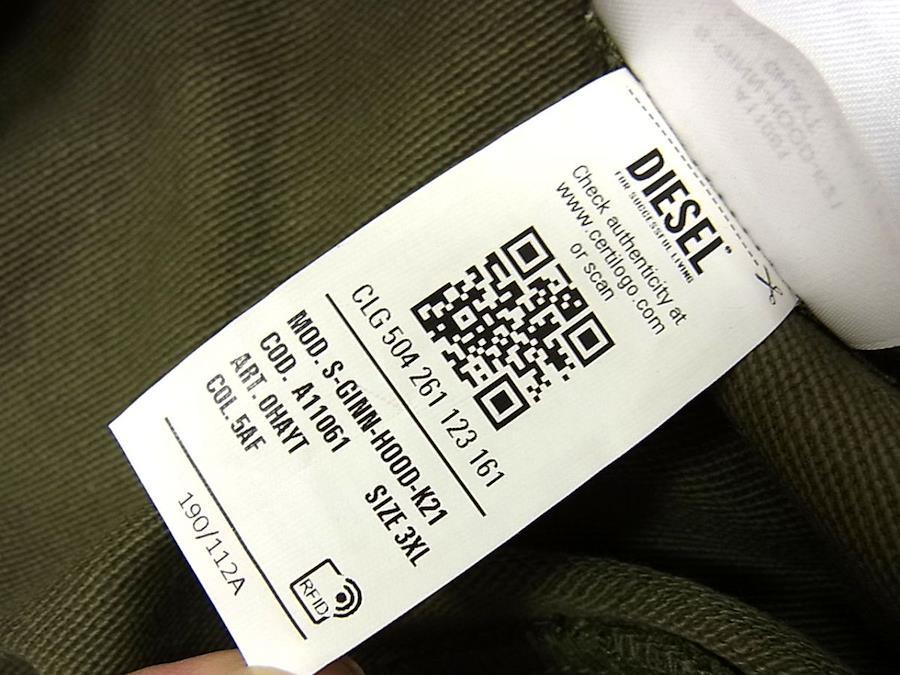 DIESEL®
FOR SUCCESSFUL LIVING
Check authenticity at
www.certilogo.com
or scan
CLG 504 261 123 161
MOD. S-GINN-HOOD-K21
COD. A11061 SIZE 3XL
ART. 0HAYT
COL. 5AF
190/112A
RFID